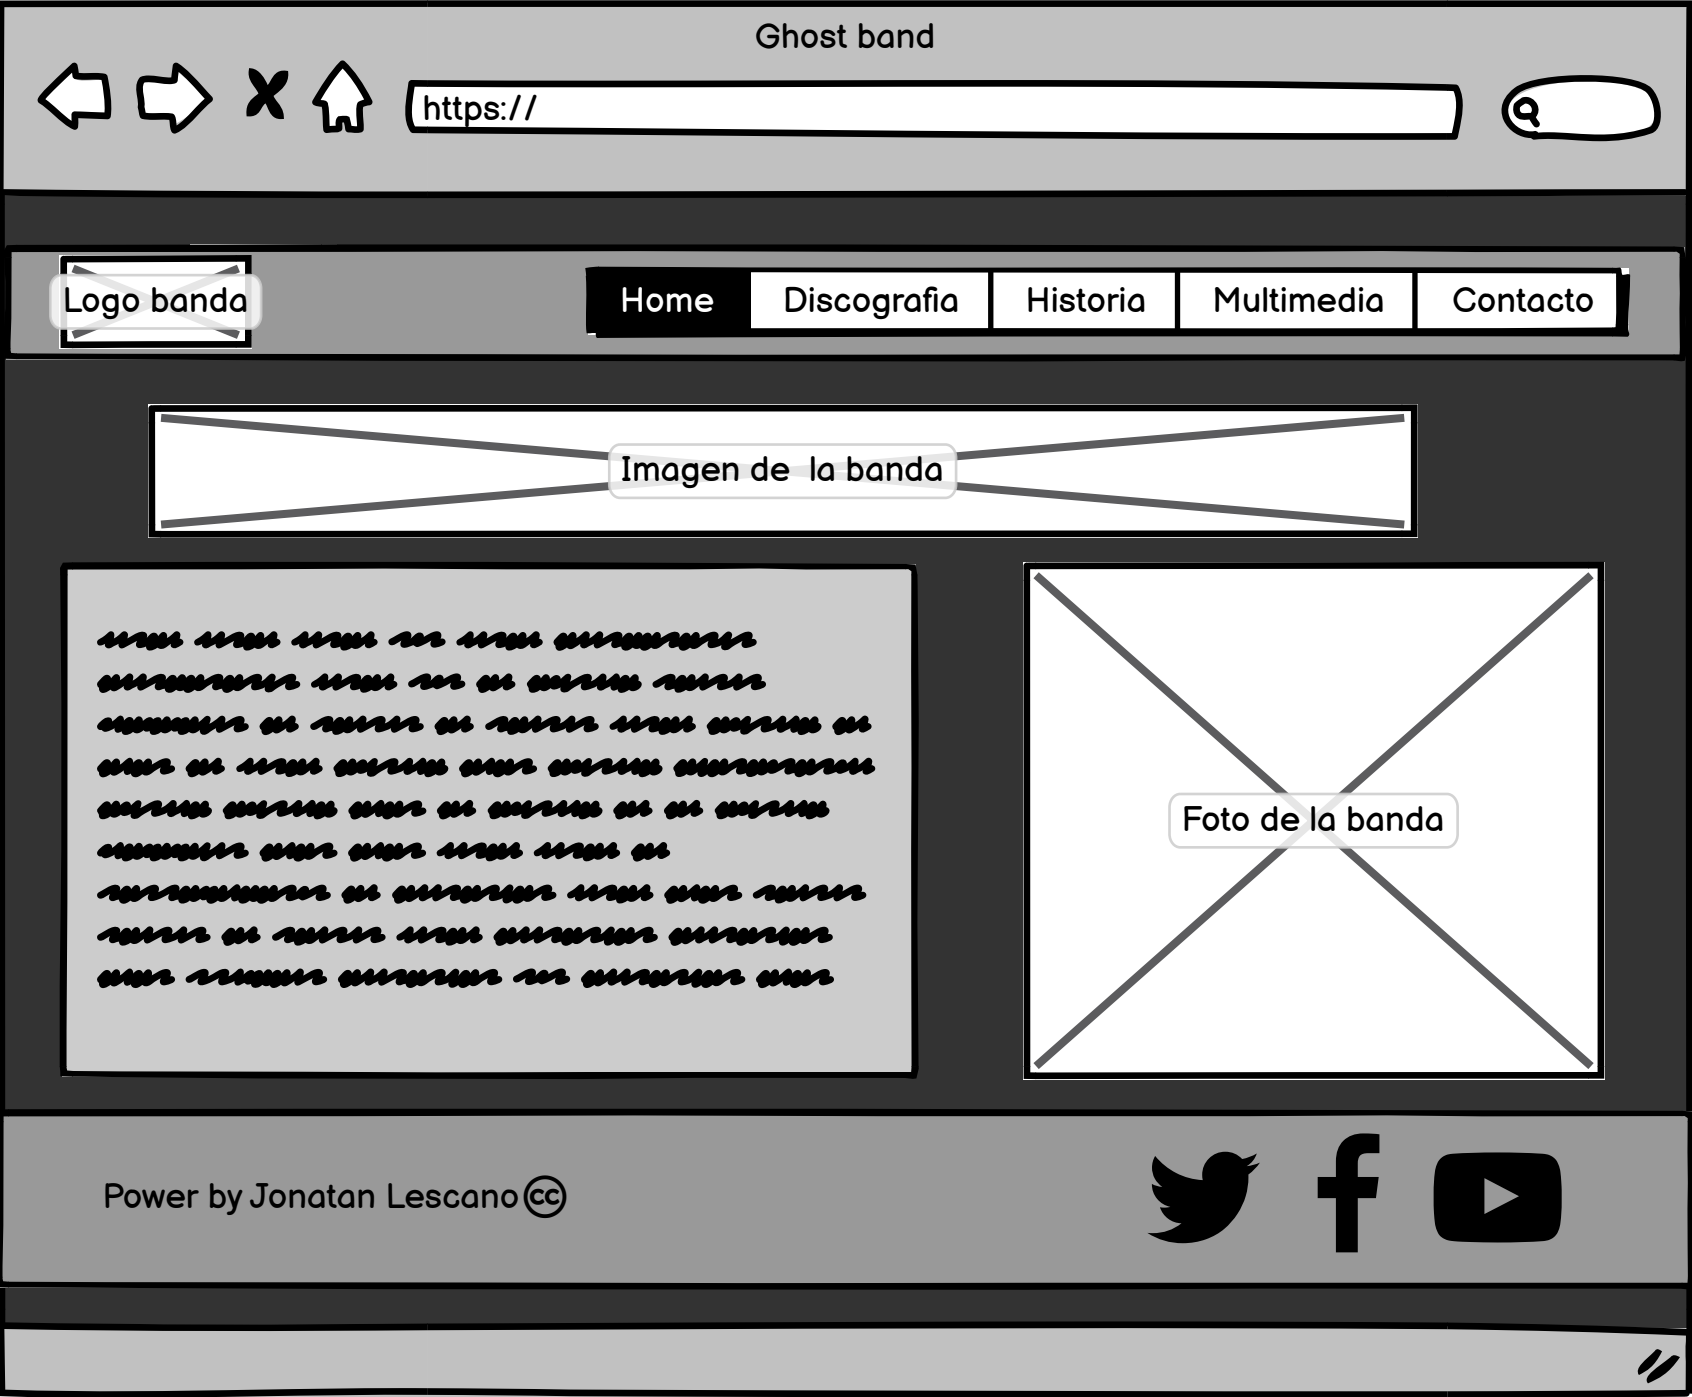 Ghost band
https://
Logo banda
Home Discografia Historia Multimedia Contacto
Imagen de la banda
Foto de la banda
Power by Jonatan Lescano cc